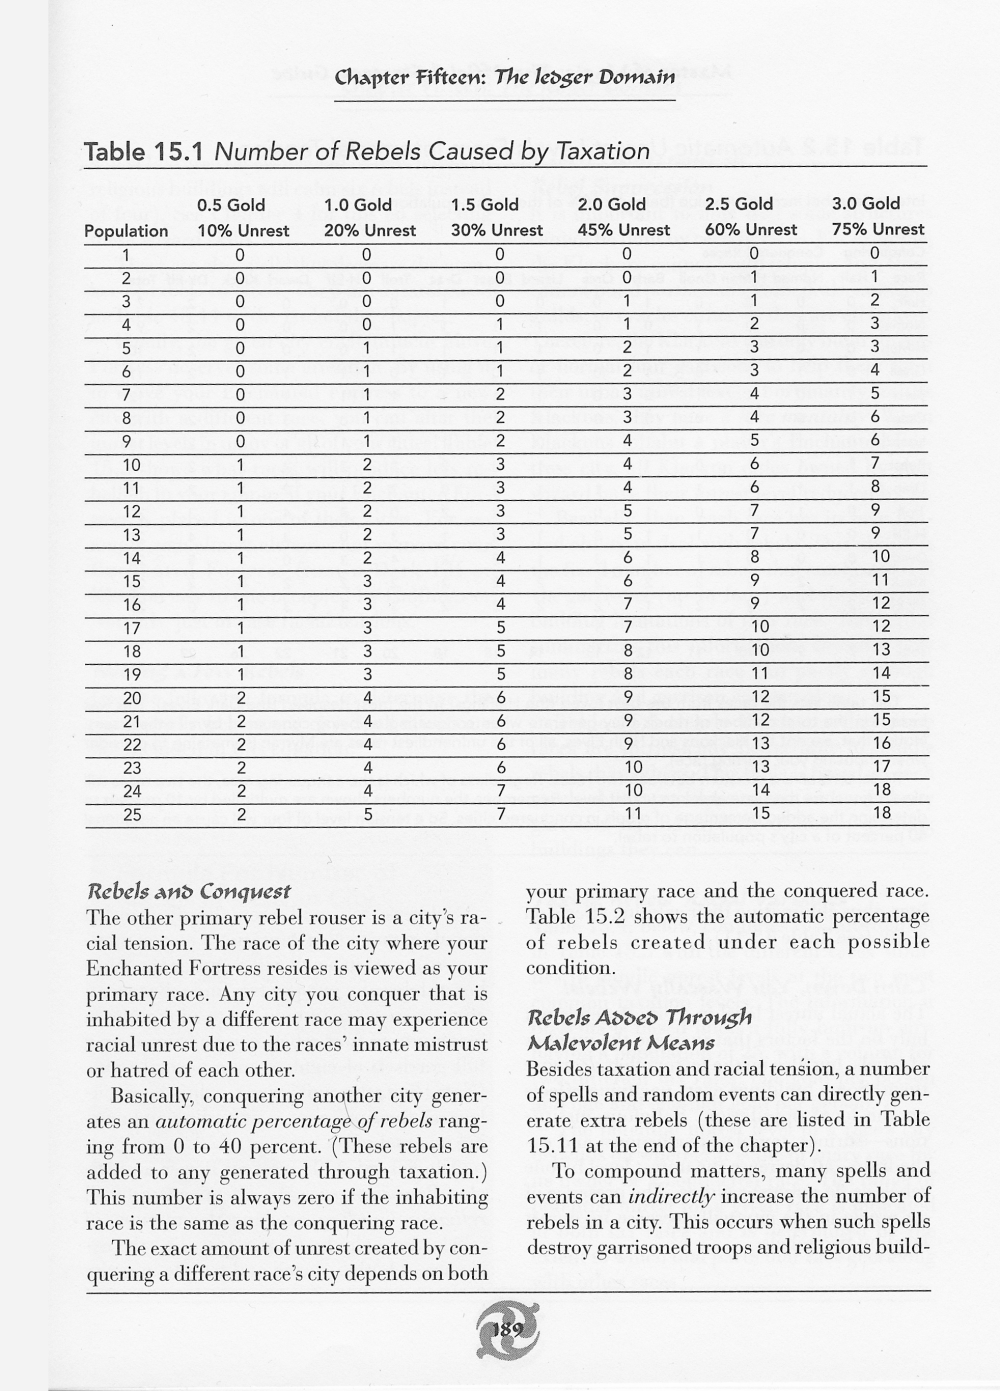 Chapter Fifteen: The Ledger Domain
Table 15.1 Number of Rebels Caused by Taxation
0.5 Gold 1.0 Gold 1.5 Gold 2.0 Gold 2.5 Gold 3.0 Gold
Population 10% Unrest 20% Unrest 30% Unrest 45% Unrest 60% Unrest 75% Unrest
1 0 0 0 0 0 0
2 0 0 0 0 1 1
3 0 0 0 1 1 2
4 0 0 1 1 2 3
5 0 1 1 2 3 3
6 0 1 1 2 3 4
7 0 1 2 3 4 5
8 0 1 2 3 4 6
9 0 1 2 4 5 6
10 1 2 3 4 6 7
11 1 2 3 4 6 8
12 1 2 3 5 7 9
13 1 2 3 5 7 9
14 1 2 4 6 8 10
15 1 3 4 6 9 11
16 1 3 4 7 9 12
17 1 3 5 7 10 12
18 1 3 5 8 10 13
19 1 3 5 8 11 14
20 2 4 6 9 12 15
21 2 4 6 9 12 15
22 2 4 6 9 13 16
23 2 4 6 10 13 17
24 2 4 7 10 14 18
25 2 5 7 11 15 18
Rebels and Conquest
The other primary rebel rouser is a city's ra-
cial tension. The race of the city where your
Enchanted Fortress resides is viewed as your
primary race. Any city you conquer that is
inhabited by a different race may experience
racial unrest due to the races' innate mistrust
or hatred of each other.
Basically, conquering another city gener-
ates an automatic percentage of rebels rang-
ing from 0 to 40 percent. (These rebels are
added to any generated through taxation.)
This number is always zero if the inhabiting
race is the same as the conquering race.
The exact amount of unrest created by con-
quering a different race's city depends on both
your primary race and the conquered race.
Table 15.2 shows the automatic percentage
of rebels created under each possible
condition.
Rebels Added Through
Malevolent Means
Besides taxation and racial tension, a number
of spells and random events can directly gen-
erate extra rebels (these are listed in Table
15.11 at the end of the chapter).
To compound matters, many spells and
events can indirectly increase the number of
rebels in a city. This occurs when such spells
destroy garrisoned troops and religious build-
189